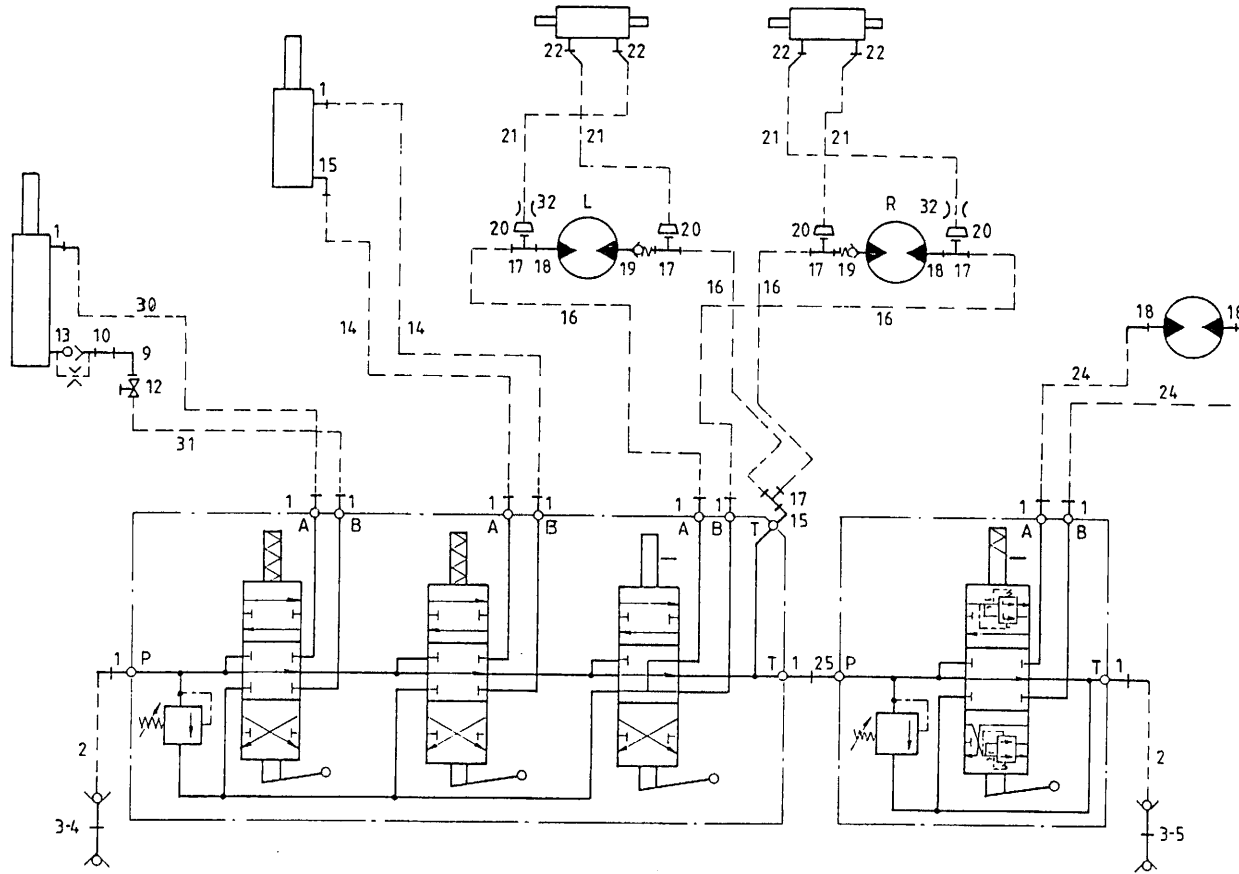 22 22 22 22
1
21 21 21 21
15
32 L 32 R
20 20 20 20
1
17 18 19 17 17 19 18 17
30
16 16
14 14 16 16
18 18
13 10 9
12
24 24
31
17
1 1 1 1 1 1 15 1 1
A B A B A B T A B
1 P T 1 25 P T 1
2 2
3-4 3-5